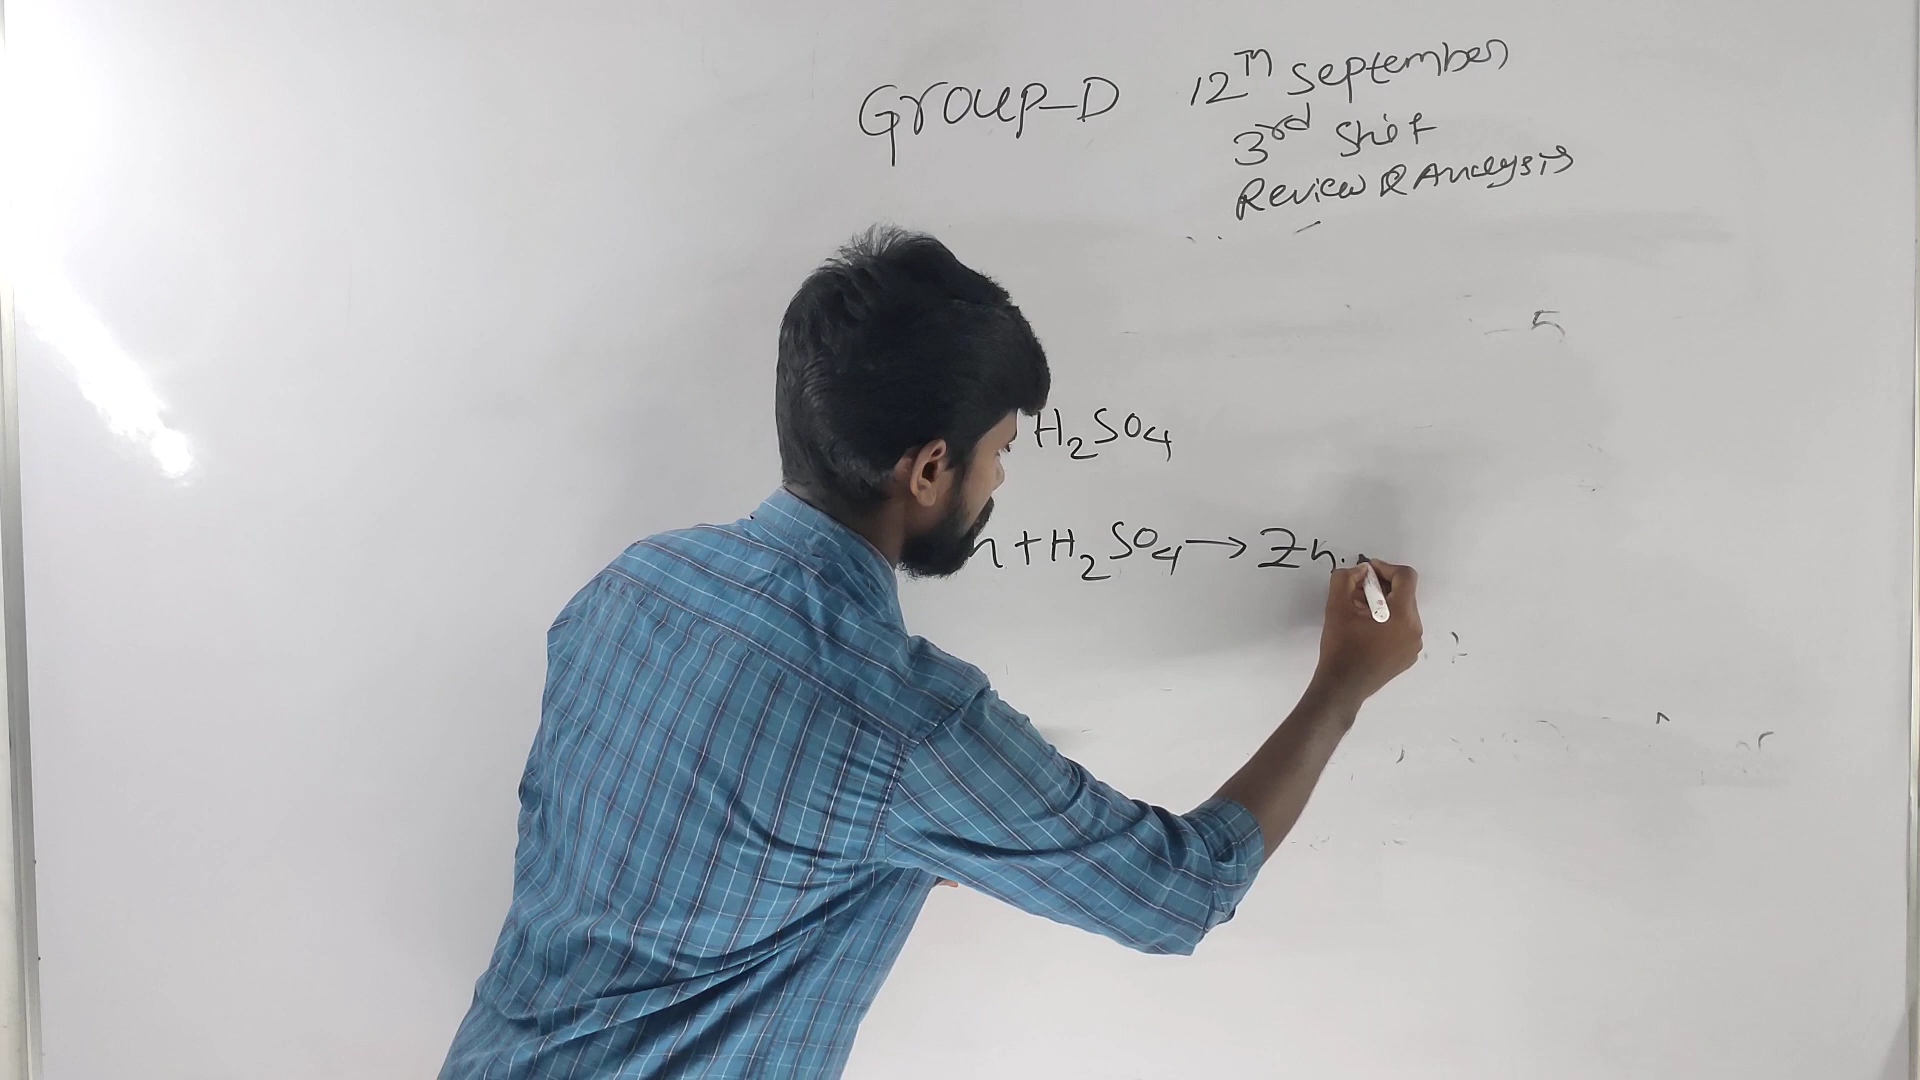 Group-D 12th September
3rd Shift
Review & Analysis
H₂SO₄
n + H₂SO₄ → Zn